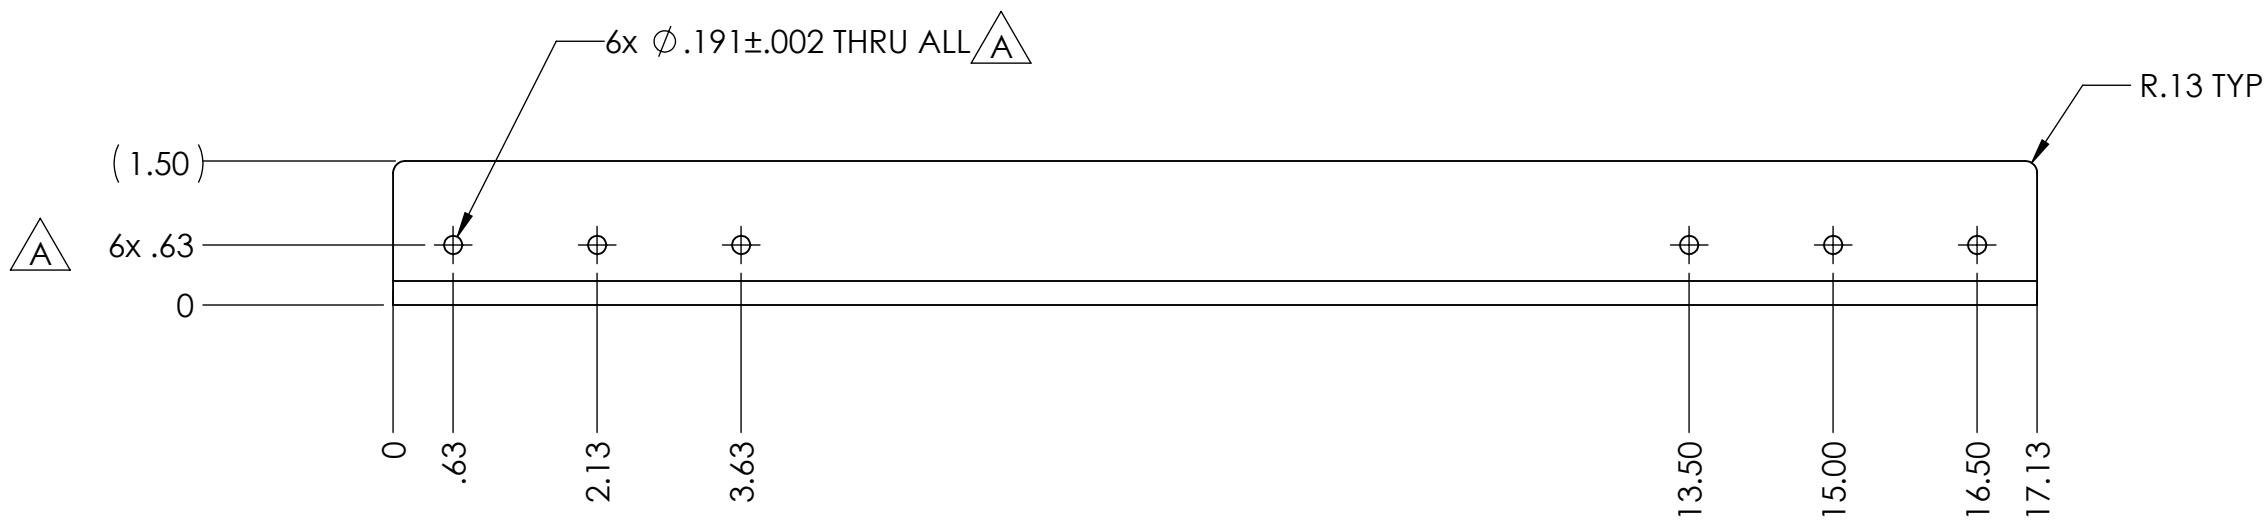 6x ∅.191±.002 THRU ALL A
R.13 TYP
(1.50)
A 6x .63
0
0 .63 2.13 3.63 13.50 15.00 16.50 17.13